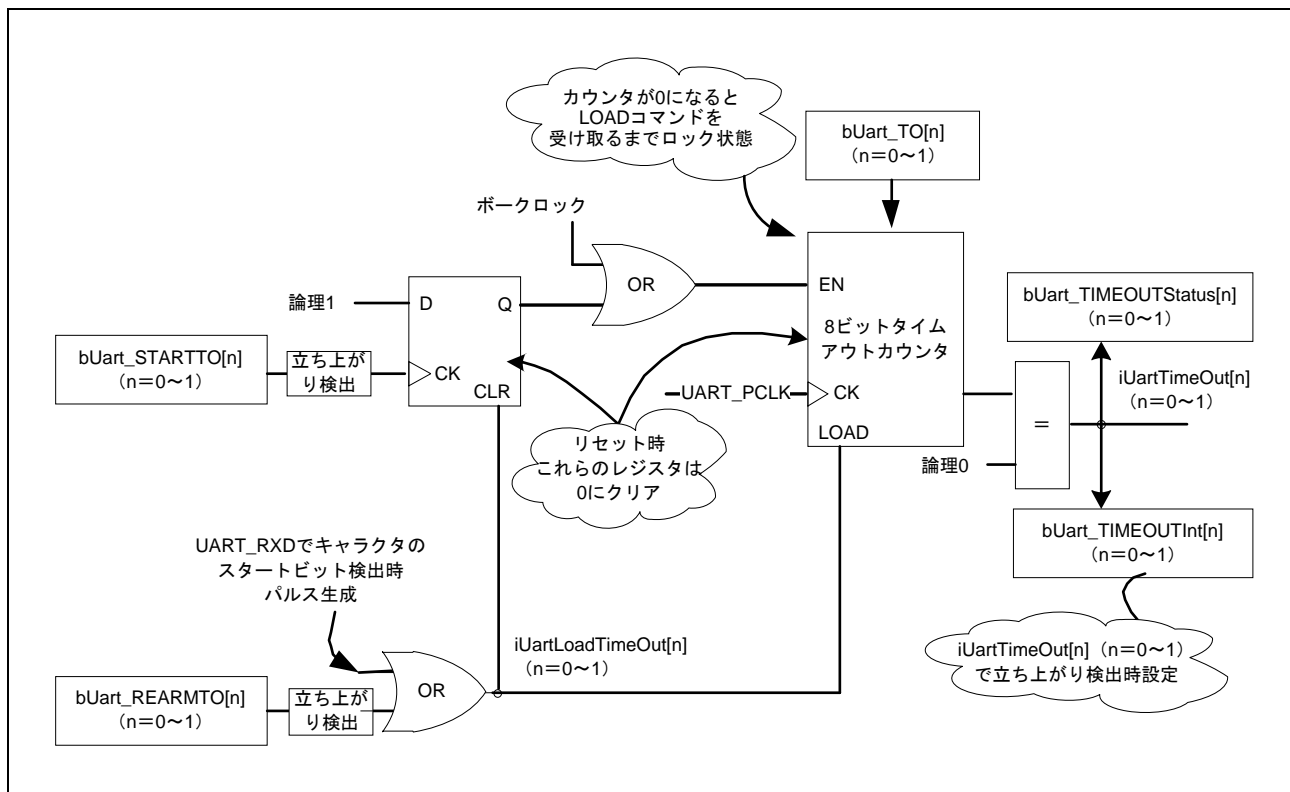 カウンタが0になると
LOADコマンドを
受け取るまでロック状態
bUart_TO[n]
（n＝0～1）
ボークロック
OR
論理1
D
Q
CK
CLR
bUart_STARTTO[n]
（n＝0～1）
立ち上が
り検出
EN
8ビットタイム
アウトカウンタ
UART_PCLK
CK
LOAD
bUart_TIMEOUTStatus[n]
（n＝0～1）
iUartTimeOut[n]
（n＝0～1）
＝
論理0
リセット時
これらのレジスタは
0にクリア
bUart_TIMEOUTInt[n]
（n＝0～1）
UART_RXDでキャラクタの
スタートビット検出時
パルス生成
iUartLoadTimeOut[n]
（n＝0～1）
iUartTimeOut[n]（n＝0～1）
で立ち上がり検出時設定
bUart_REARMTO[n]
（n＝0～1）
立ち上が
り検出
OR